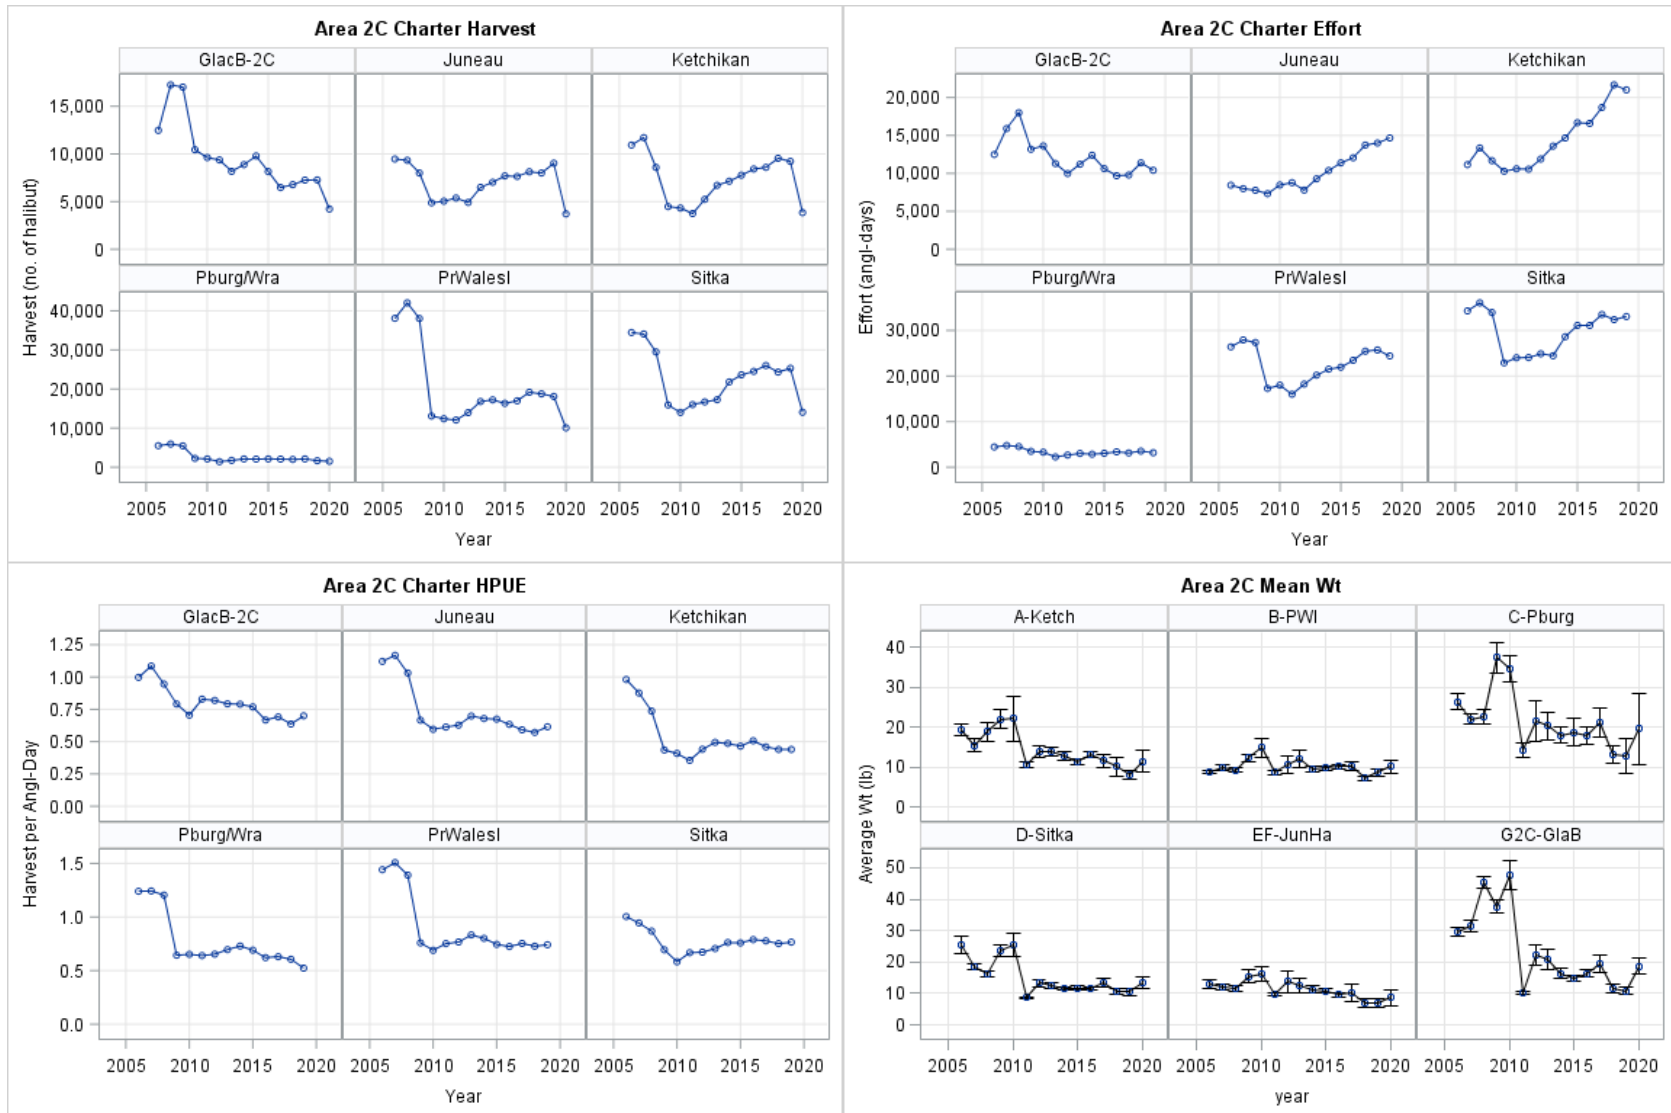 Area 2C Charter Harvest
GlacB-2C Juneau Ketchikan
15,000
10,000
5,000
0
Pburg/Wra PrWalesI Sitka
40,000
30,000
20,000
10,000
0
Harvest (no. of halibut)
2005 2010 2015 2020 2005 2010 2015 2020 2005 2010 2015 2020
Year
Area 2C Charter Effort
GlacB-2C Juneau Ketchikan
20,000
15,000
10,000
5,000
0
Pburg/Wra PrWalesI Sitka
30,000
20,000
10,000
0
Effort (angl-days)
2005 2010 2015 2020 2005 2010 2015 2020 2005 2010 2015 2020
Year
Area 2C Charter HPUE
GlacB-2C Juneau Ketchikan
1.25
1.00
0.75
0.50
0.25
0.00
Pburg/Wra PrWalesI Sitka
1.5
1.0
0.5
0.0
Harvest per Angl-Day
2005 2010 2015 2020 2005 2010 2015 2020 2005 2010 2015 2020
Year
Area 2C Mean Wt
A-Ketch B-PWI C-Pburg
40
30
20
10
0
D-Sitka EF-JunHa G2C-GlaB
50
40
30
20
10
0
Average Wt (lb)
2005 2010 2015 2020 2005 2010 2015 2020 2005 2010 2015 2020
year